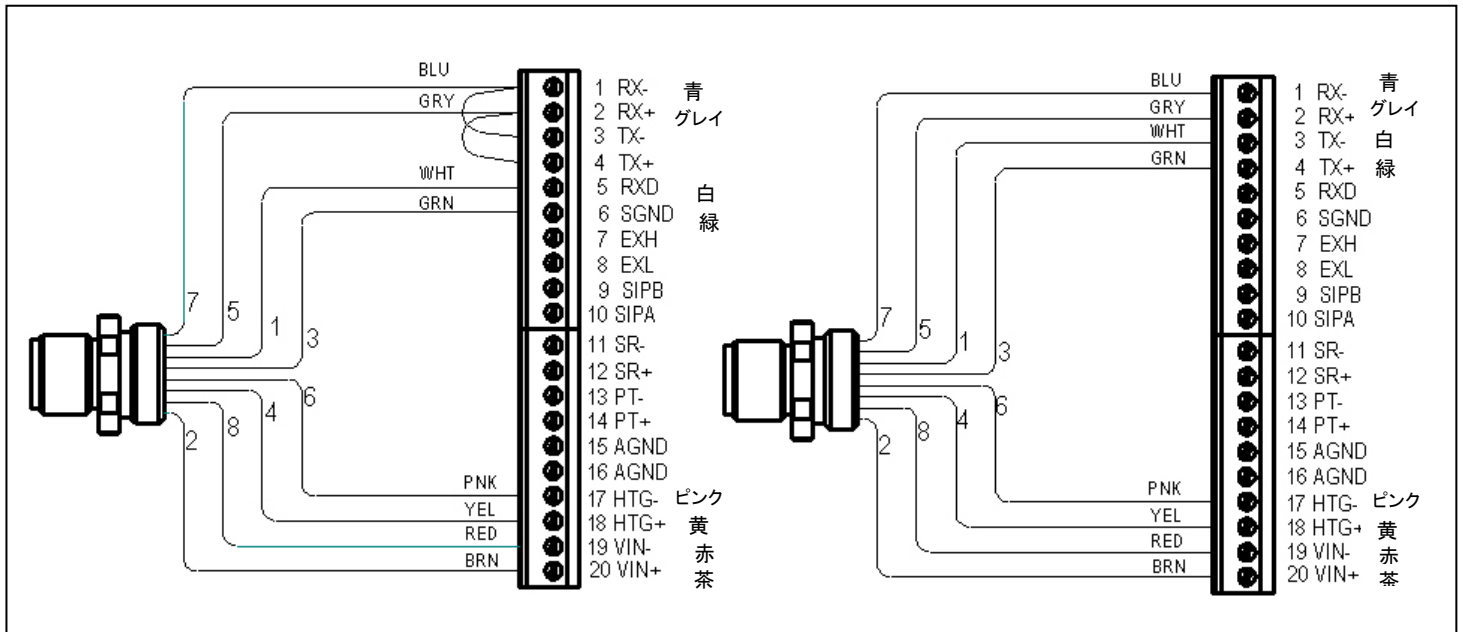 BLU
1 RX- 青
GRY
2 RX+ グレイ
3 TX-
4 TX+
WHT
5 RXD 白
GRN
6 SGND 緑
7 EXH
8 EXL
9 SIPB
10 SIPA
11 SR-
12 SR+
13 PT-
14 PT+
15 AGND
16 AGND
PNK
17 HTG- ピンク
YEL
18 HTG+ 黄
RED
19 VIN- 赤
BRN
20 VIN+ 茶
7
5
1
3
6
4
8
2
BLU
1 RX- 青
GRY
2 RX+ グレイ
WHT
3 TX- 白
GRN
4 TX+ 緑
5 RXD
6 SGND
7 EXH
8 EXL
9 SIPB
10 SIPA
11 SR-
12 SR+
13 PT-
14 PT+
15 AGND
16 AGND
PNK
17 HTG- ピンク
YEL
18 HTG+ 黄
RED
19 VIN- 赤
BRN
20 VIN+ 茶
7
5
1
3
6
4
8
2